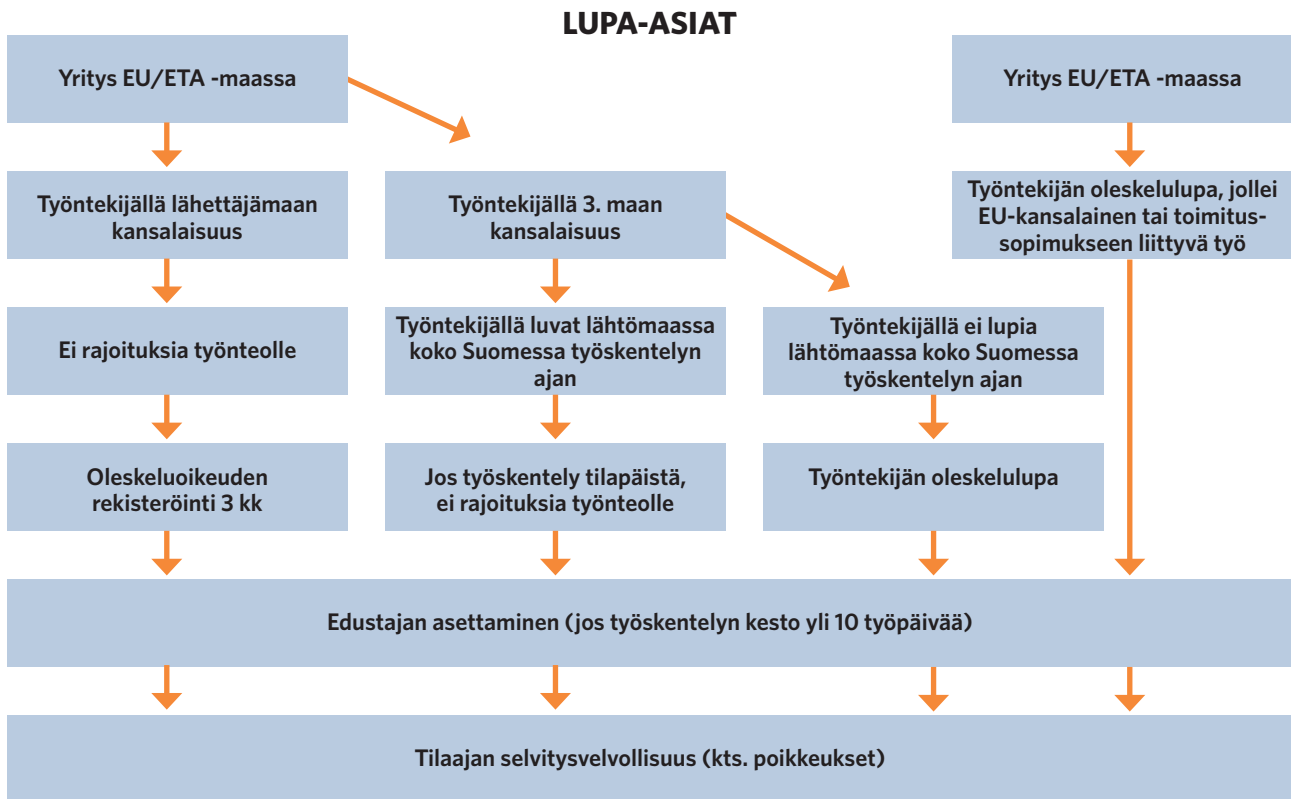 LUPA-ASIAT
Yritys EU/ETA -maassa
Yritys EU/ETA -maassa
Työntekijällä lähettäjämaan
kansalaisuus
Työntekijällä 3. maan
kansalaisuus
Työntekijän oleskelulupa, jollei
EU-kansalainen tai toimitus-
sopimukseen liittyvä työ
Ei rajoituksia työnteolle
Työntekijällä luvat lähtömaassa
koko Suomessa työskentelyn
ajan
Työntekijällä ei lupia
lähtömaassa koko Suomessa
työskentelyn ajan
Oleskeluoikeuden
rekisteröinti 3 kk
Jos työskentely tilapäistä,
ei rajoituksia työnteolle
Työntekijän oleskelulupa
Edustajan asettaminen (jos työskentelyn kesto yli 10 työpäivää)
Tilaajan selvitysvelvollisuus (kts. poikkeukset)